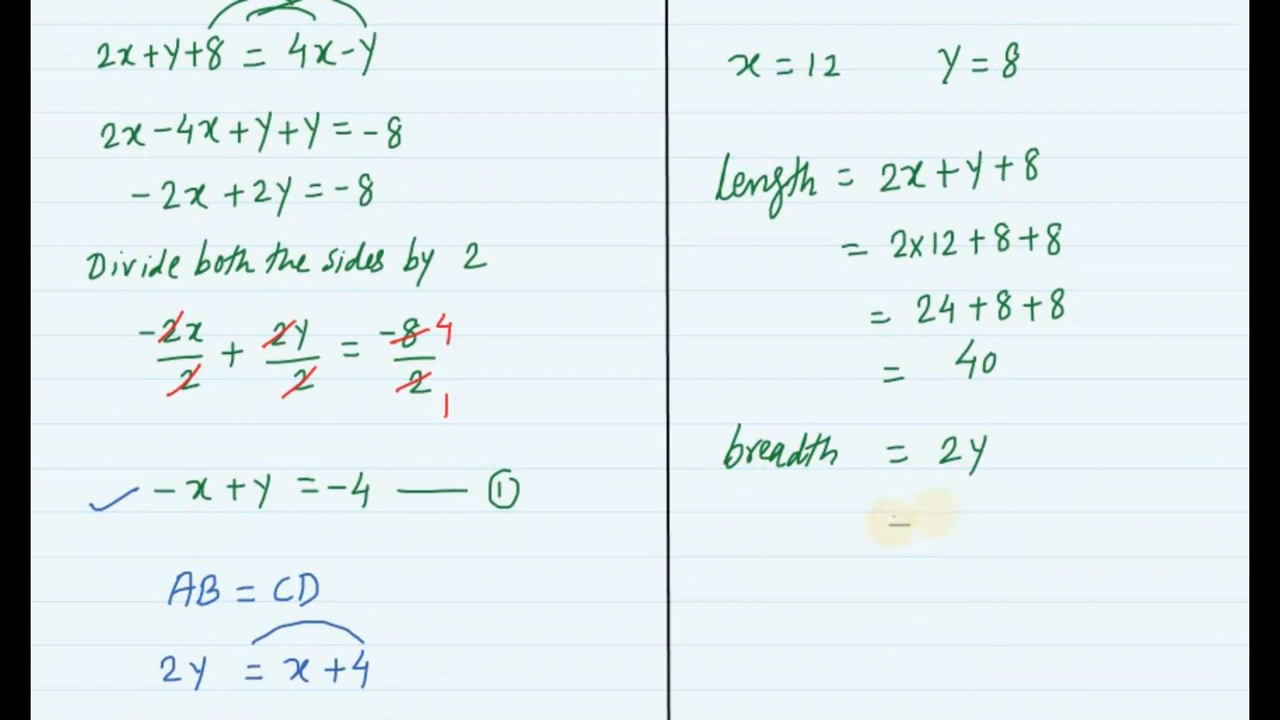 2x+y+8 = 4x-y
2x-4x+y+y=-8
-2x+2y=-8
Divide both the sides by 2
-2x/2 + 2y/2 = -8/2 4 1
-x+y=-4 —— ①
AB = CD
2y = x+4
x=12 y=8
Length = 2x+y+8
= 2x12+8+8
= 24+8+8
= 40
breadth = 2y
=